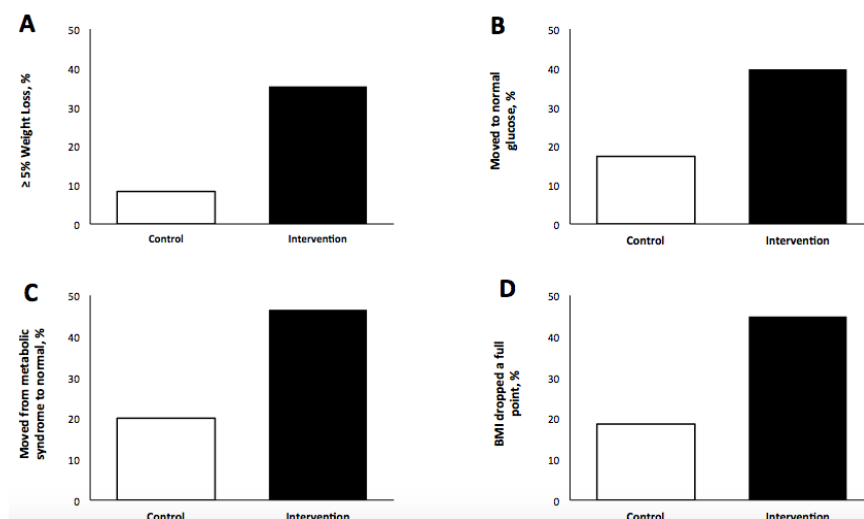 A
≥ 5% Weight Loss, %
50
40
30
20
10
0
Control
Intervention
B
Moved to normal
glucose, %
50
40
30
20
10
0
Control
Intervention
C
Moved from metabolic
syndrome to normal, %
50
40
30
20
10
0
Control
Intervention
D
BMI dropped a full
point, %
50
40
30
20
10
0
Control
Intervention